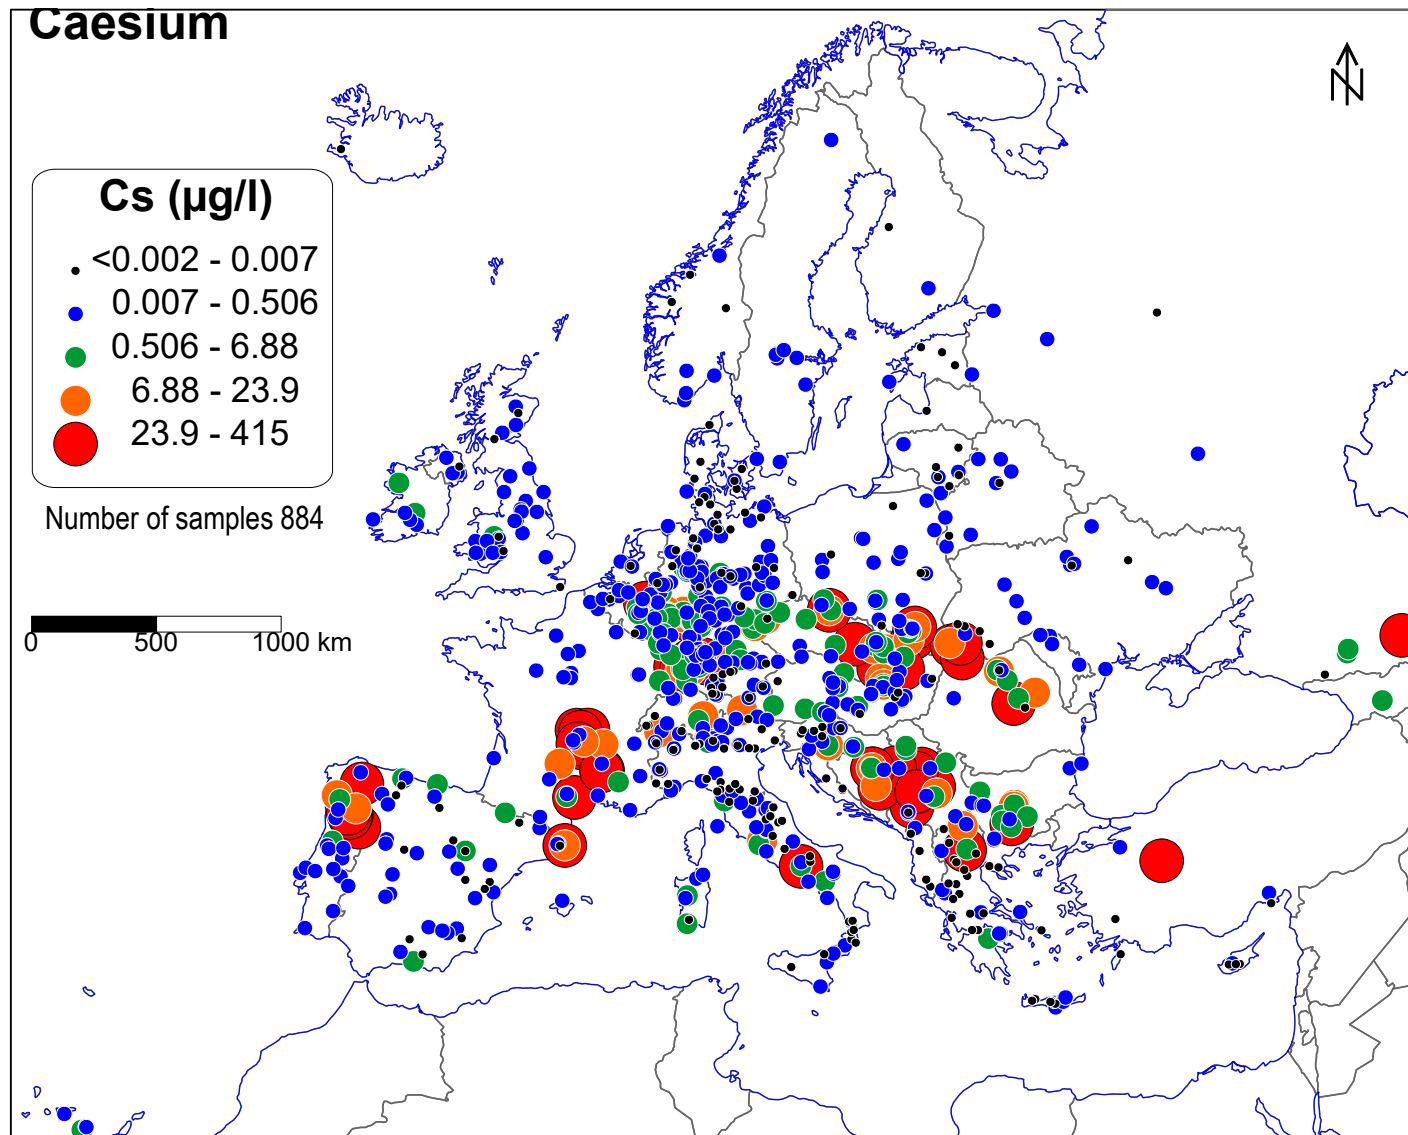 Caesium
N
Cs (µg/l)
<0.002 - 0.007
0.007 - 0.506
0.506 - 6.88
6.88 - 23.9
23.9 - 415
Number of samples 884
0 500 1000 km